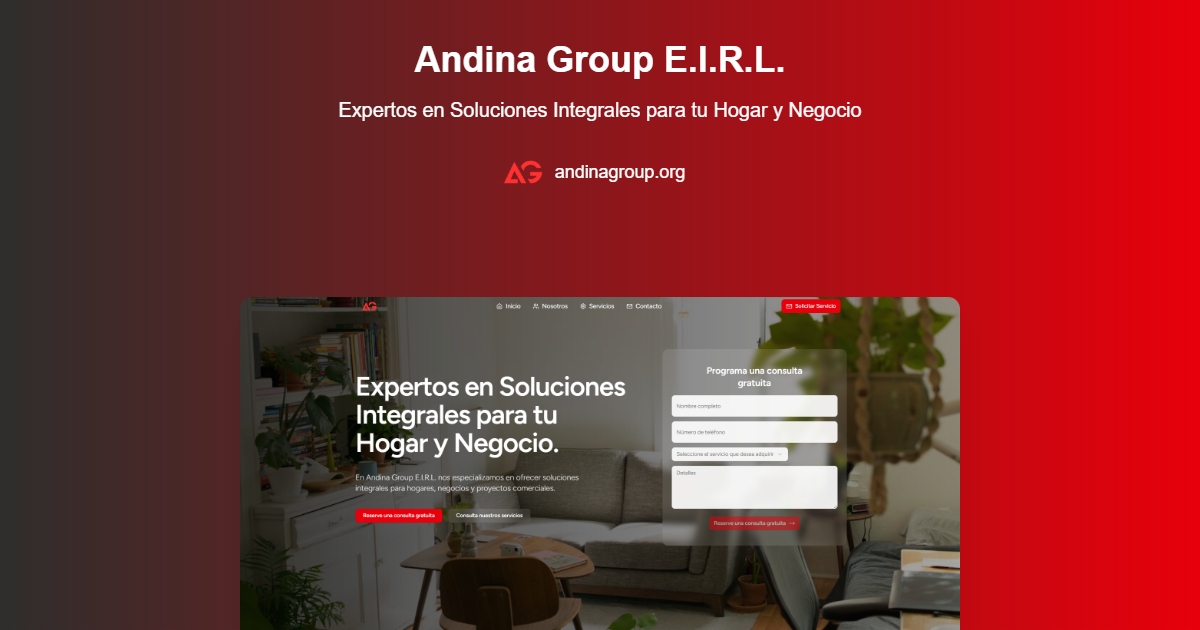 Andina Group E.I.R.L.
Expertos en Soluciones Integrales para tu Hogar y Negocio
AG andinagroup.org
AG Inicio Nosotros Servicios Contacto Solicitar Servicio
Expertos en Soluciones
Integrales para tu
Hogar y Negocio.
En Andina Group E.I.R.L. nos especializamos en ofrecer soluciones
integrales para hogares, negocios y proyectos comerciales.
Reserve una consulta gratuita Consulta nuestros servicios
Programa una consulta
gratuita
Nombre completo
Número de teléfono
Seleccione el servicio que desea adquirir
Detalles
Reserve una consulta gratuita →